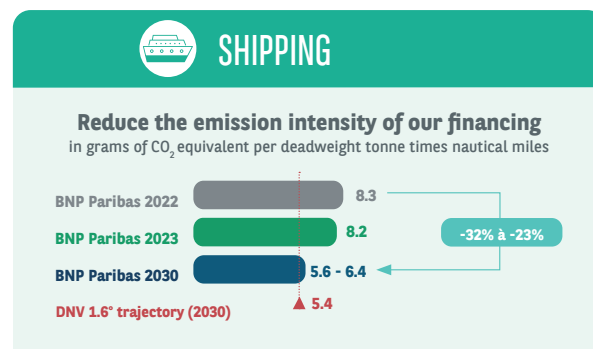 SHIPPING
Reduce the emission intensity of our financing
in grams of CO2 equivalent per deadweight tonne times nautical miles
BNP Paribas 2022 8.3
BNP Paribas 2023 8.2
-32% à -23%
BNP Paribas 2030 5.6 - 6.4
DNV 1.6° trajectory (2030) 5.4